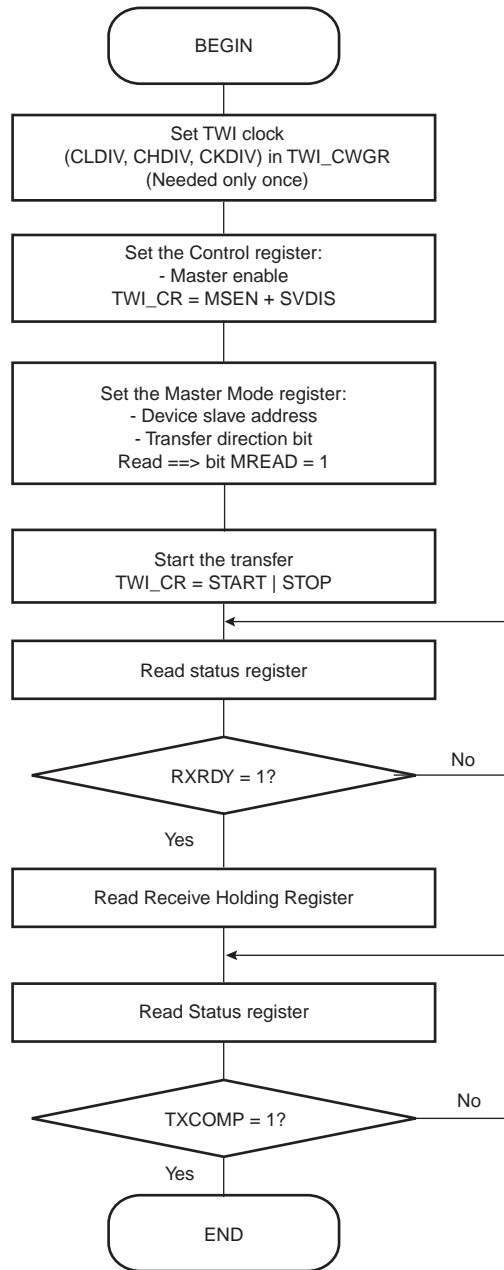 BEGIN
Set TWI clock
(CLDIV, CHDIV, CKDIV) in TWI_CWGR
(Needed only once)
Set the Control register:
- Master enable
TWI_CR = MSEN + SVDIS
Set the Master Mode register:
- Device slave address
- Transfer direction bit
Read ==> bit MREAD = 1
Start the transfer
TWI_CR = START | STOP
Read status register
RXRDY = 1?
No
Yes
Read Receive Holding Register
Read Status register
TXCOMP = 1?
No
Yes
END